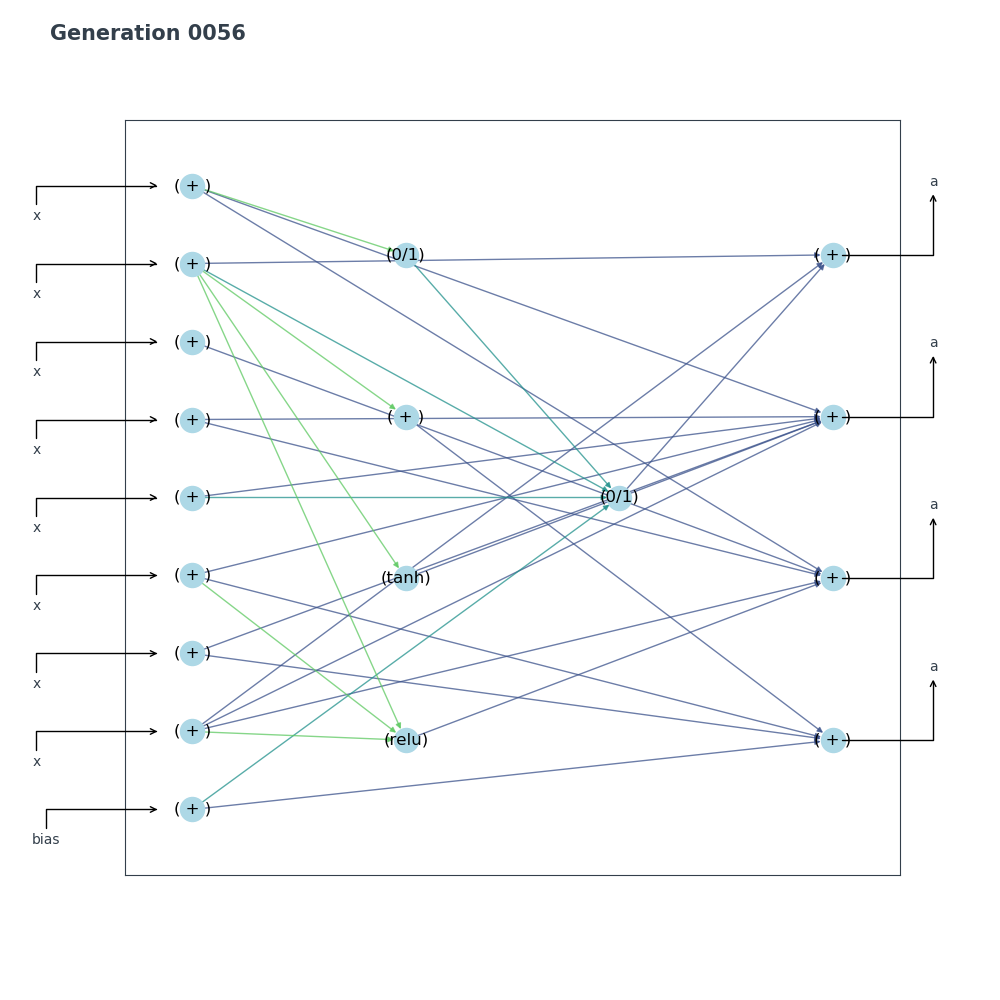 Generation 0056
a
(+)
x
(0/1)
(+)
(+)
x
a
(+)
x
(+)
(+)
(+)
x
a
(+)
(0/1)
x
(+)
(tanh)
(+)
x
a
(+)
x
(+)
(relu)
(+)
x
(+)
bias